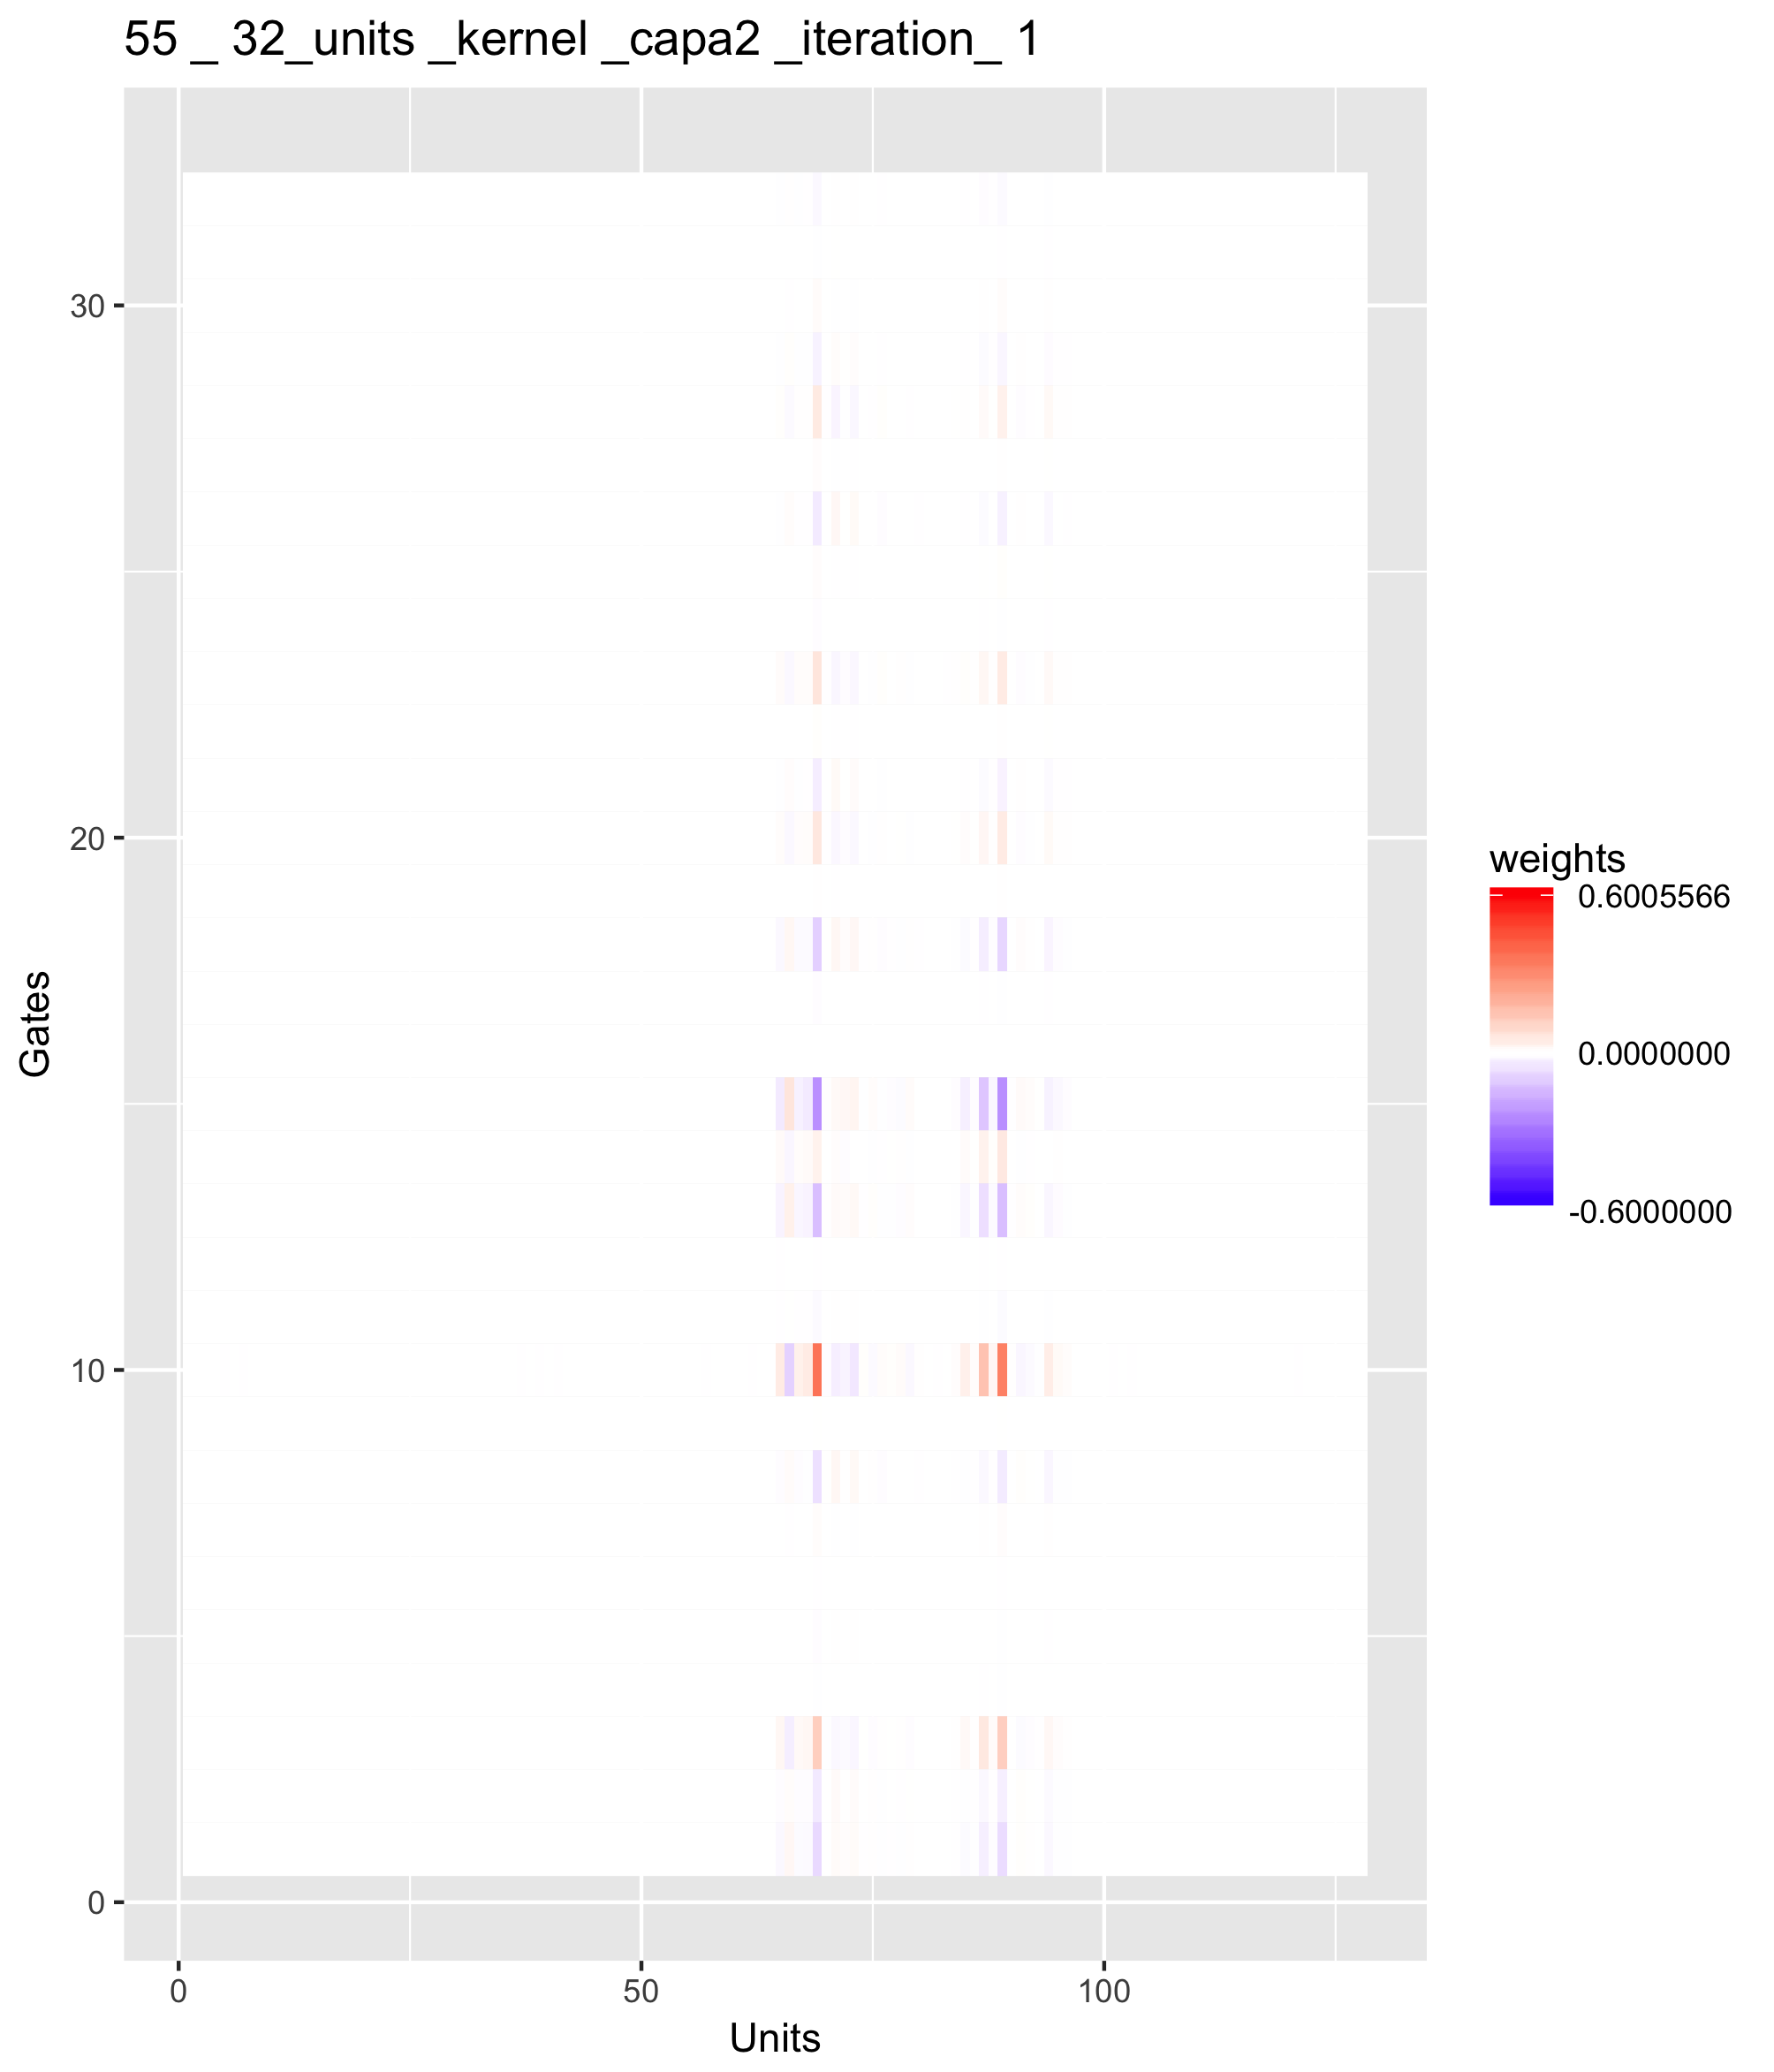 55 _ 32_units _kernel _capa2 _iteration_ 1
30
20
10
0
Gates
0
50
100
Units
weights
0.6005566
0.0000000
-0.6000000